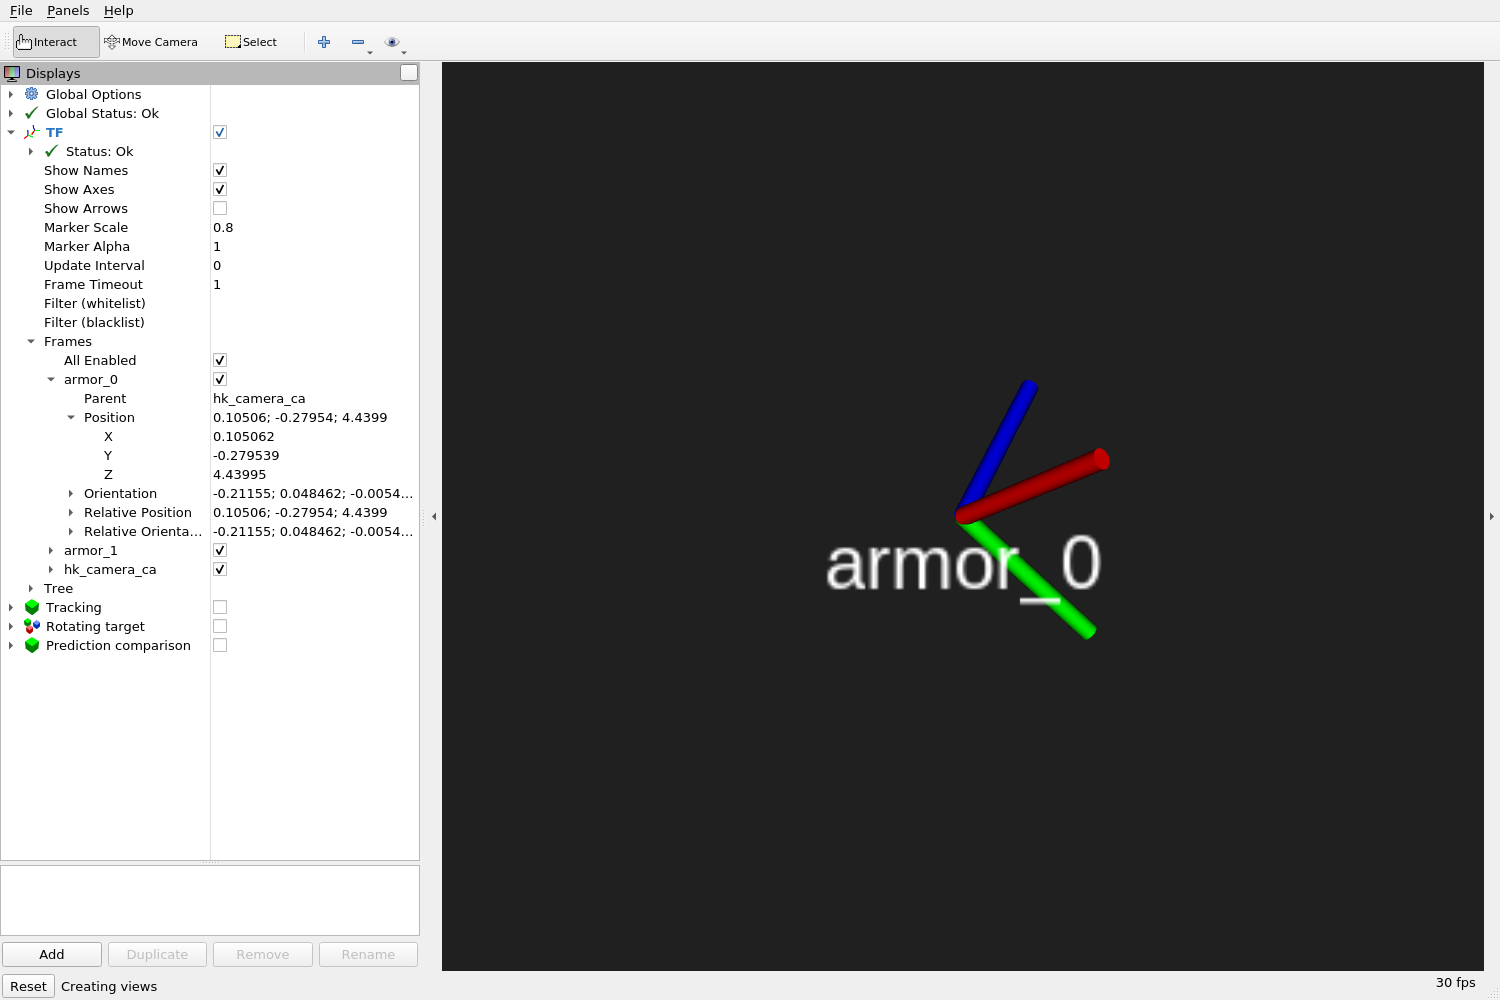 File Panels Help
Interact Move Camera Select
Displays
Global Options
Global Status: Ok
TF
Status: Ok
Show Names
Show Axes
Show Arrows
Marker Scale 0.8
Marker Alpha 1
Update Interval 0
Frame Timeout 1
Filter (whitelist)
Filter (blacklist)
Frames
All Enabled
armor_0
Parent hk_camera_ca
Position 0.10506; -0.27954; 4.4399
X 0.105062
Y -0.279539
Z 4.43995
Orientation -0.21155; 0.048462; -0.0054...
Relative Position 0.10506; -0.27954; 4.4399
Relative Orienta... -0.21155; 0.048462; -0.0054...
armor_1
hk_camera_ca
Tree
Tracking
Rotating target
Prediction comparison
armor_0
Add Duplicate Remove Rename
Reset Creating views
30 fps